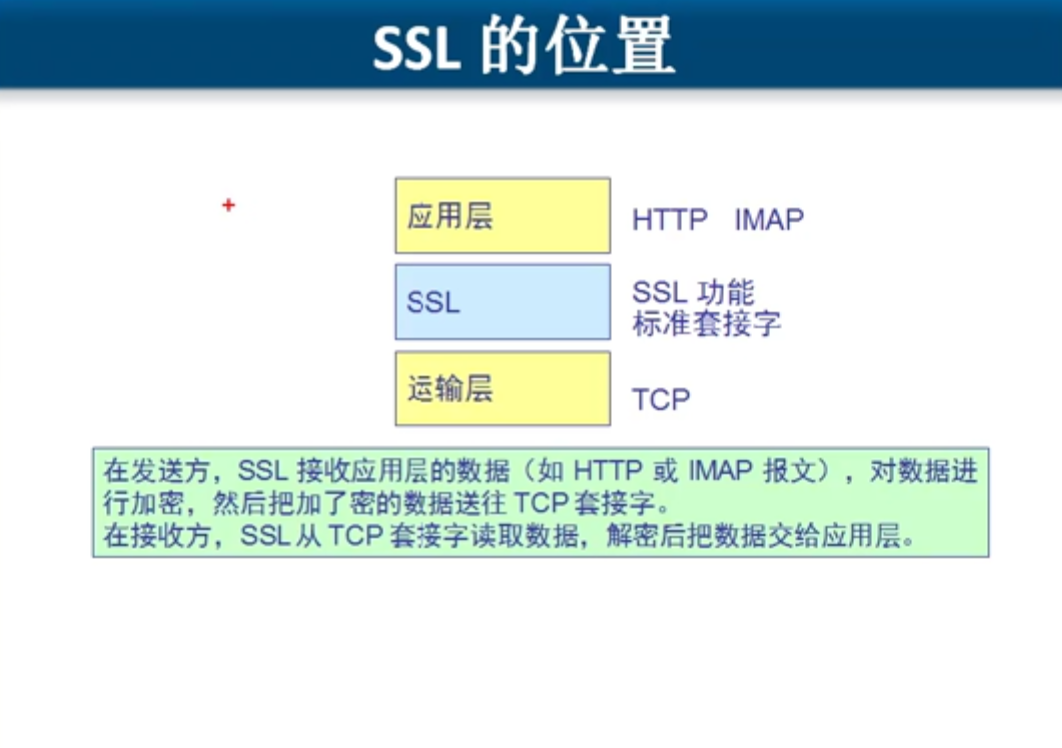 SSL 的位置
应用层
HTTP IMAP
SSL
SSL 功能
标准套接字
运输层
TCP
在发送方，SSL 接收应用层的数据（如 HTTP 或 IMAP 报文），对数据进
行加密，然后把加了密的数据送往 TCP 套接字。
在接收方，SSL 从 TCP 套接字读取数据，解密后把数据交给应用层。